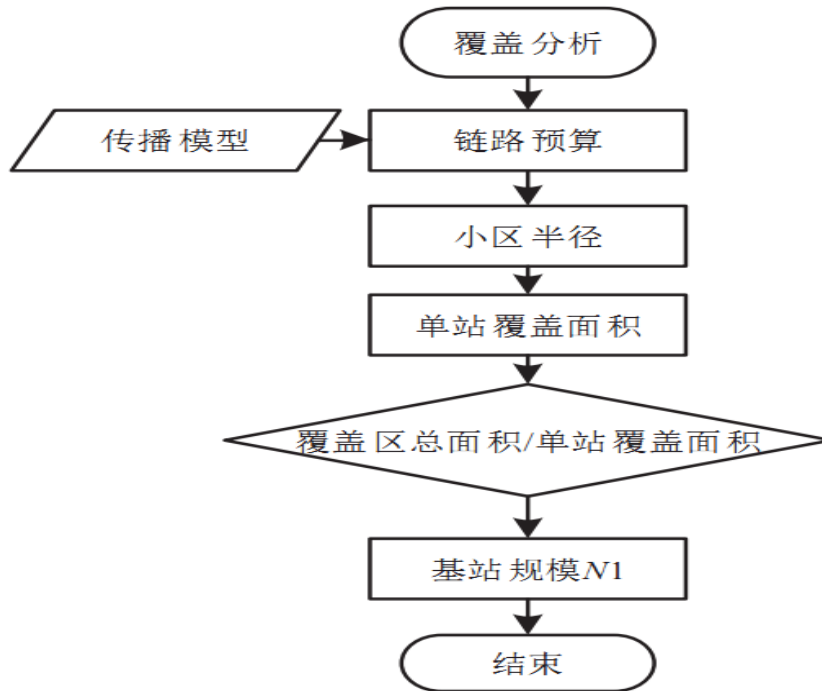 覆盖分析
传播模型
链路预算
小区半径
单站覆盖面积
覆盖区总面积/单站覆盖面积
基站规模N1
结束